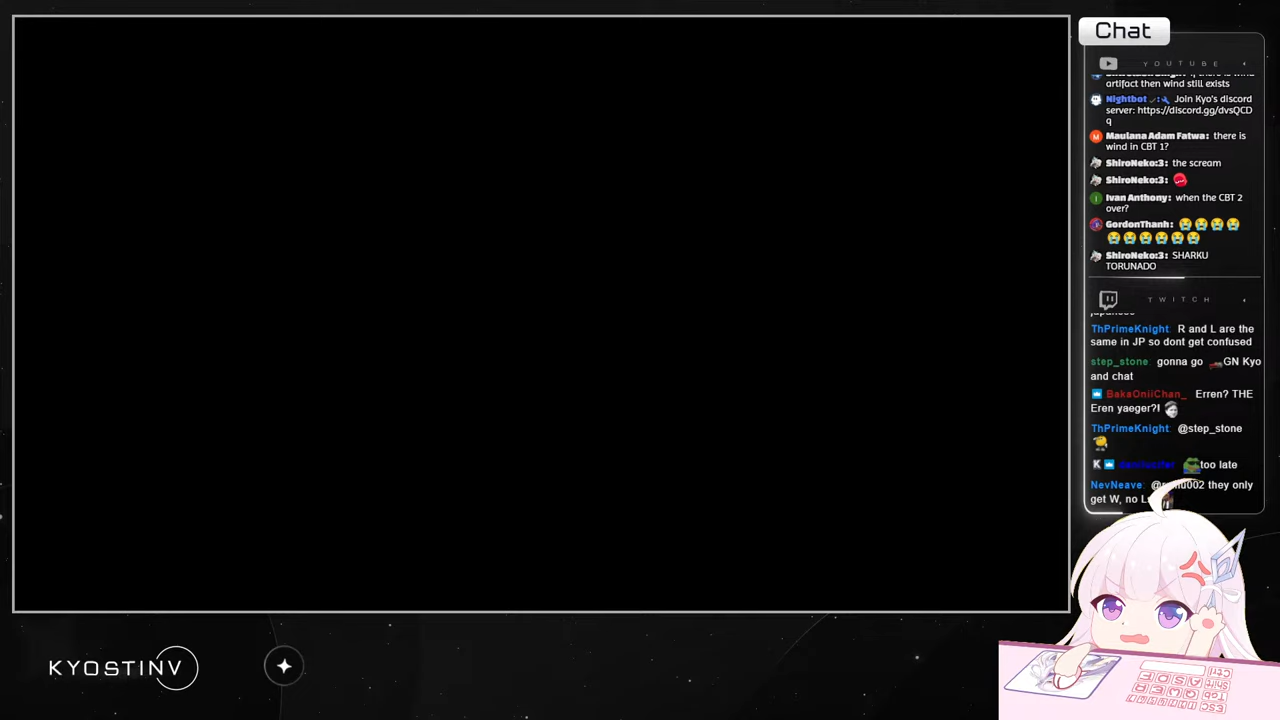 Chat
YOUTUBE
artifact then wind still exists
Nightbot : Join Kyo's discord
server: https://discord.gg/dvsQCD
q
Maulana Adam Fatwa: there is
wind in CBT 1?
ShiroNeko:3: the scream
ShiroNeko:3:
Ivan Anthony: when the CBT 2
over?
GordonThanh: 😭😭😭😭
😭😭😭😭😭😭
ShiroNeko:3: SHARKU
TORUNADO
TWITCH
ThPrimeKnight: R and L are the
same in JP so dont get confused
step_stone: gonna go GN Kyo
and chat
BakaOniiChan_ Erren? THE
Eren yaeger?!
ThPrimeKnight: @step_stone
K too late
NevNeave: they only
get W, no L
KYOSTINV
Ctrl
Shift
Tab
ESC